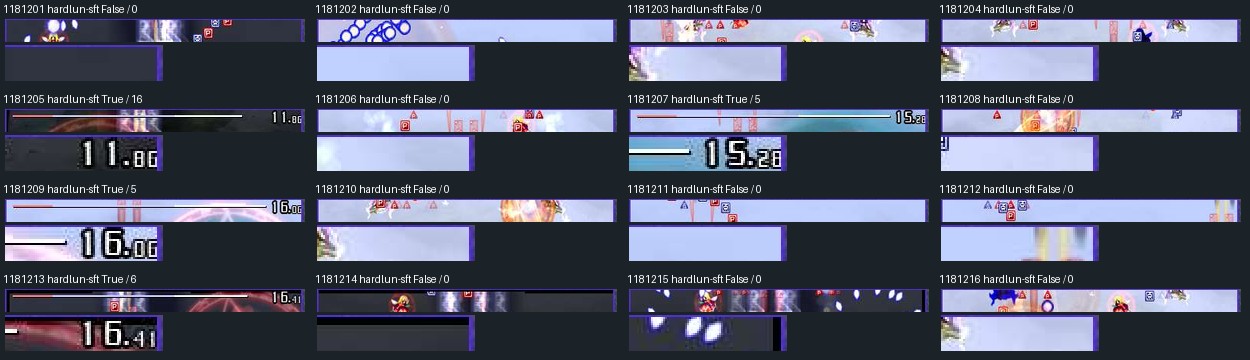 1181201 hardlun-sft False / 0
1181202 hardlun-sft False / 0
1181203 hardlun-sft False / 0
1181204 hardlun-sft False / 0
1181205 hardlun-sft True / 16
1181206 hardlun-sft False / 0
1181207 hardlun-sft True / 5
1181208 hardlun-sft False / 0
11.86
15.28
11.86
15.28
1181209 hardlun-sft True / 5
1181210 hardlun-sft False / 0
1181211 hardlun-sft False / 0
1181212 hardlun-sft False / 0
16.06
16.06
1181213 hardlun-sft True / 6
1181214 hardlun-sft False / 0
1181215 hardlun-sft False / 0
1181216 hardlun-sft False / 0
16.41
16.41